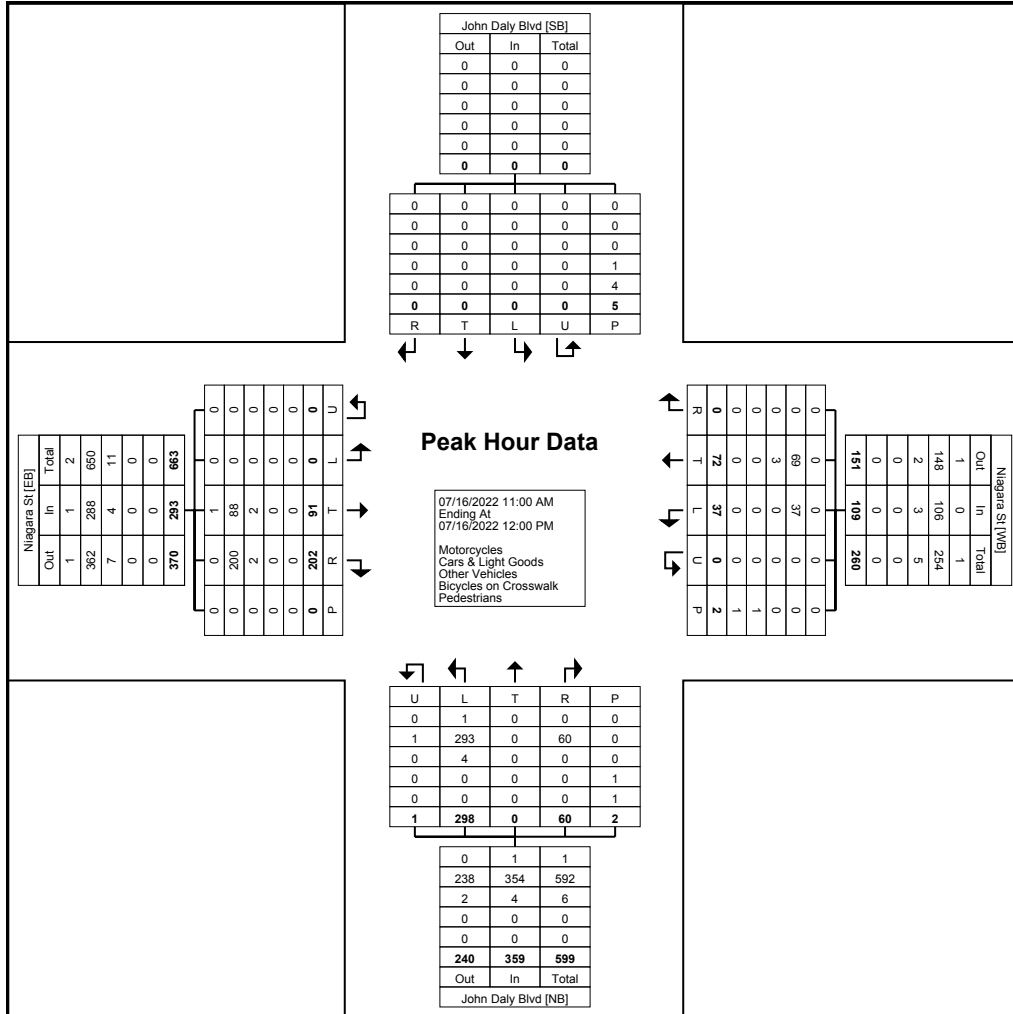 John Daly Blvd [SB]
Out In Total
0 0 0
0 0 0
0 0 0
0 0 0
0 0 0
0 0 0
0 0 0 0 0
0 0 0 0 0
0 0 0 0 0
0 0 0 0 1
0 0 0 0 4
0 0 0 0 5
R T L U P
Niagara St [EB]
Total 2 650 11 0 0 663
In 1 288 4 0 0 293
Out 1 362 7 0 0 370
0 0 0 0 0 0 U
0 0 0 0 0 0 L
1 88 2 0 0 91 T
0 200 2 0 0 202 R
0 0 0 0 0 0 P
Peak Hour Data
07/16/2022 11:00 AM
Ending At
07/16/2022 12:00 PM
Motorcycles
Cars & Light Goods
Other Vehicles
Bicycles on Crosswalk
Pedestrians
R 0 0 0 0 0 0
T 72 0 0 3 69 0
L 37 0 0 0 37 0
U 0 0 0 0 0 0
P 2 1 1 0 0 0
151 0 0 2 148 1 Out
109 0 0 3 106 0 In
260 0 0 5 254 1 Total
Niagara St [WB]
U L T R P
0 1 0 0 0
1 293 0 60 0
0 4 0 0 0
0 0 0 0 1
0 0 0 0 1
1 298 0 60 2
0 1 1
238 354 592
2 4 6
0 0 0
0 0 0
240 359 599
Out In Total
John Daly Blvd [NB]